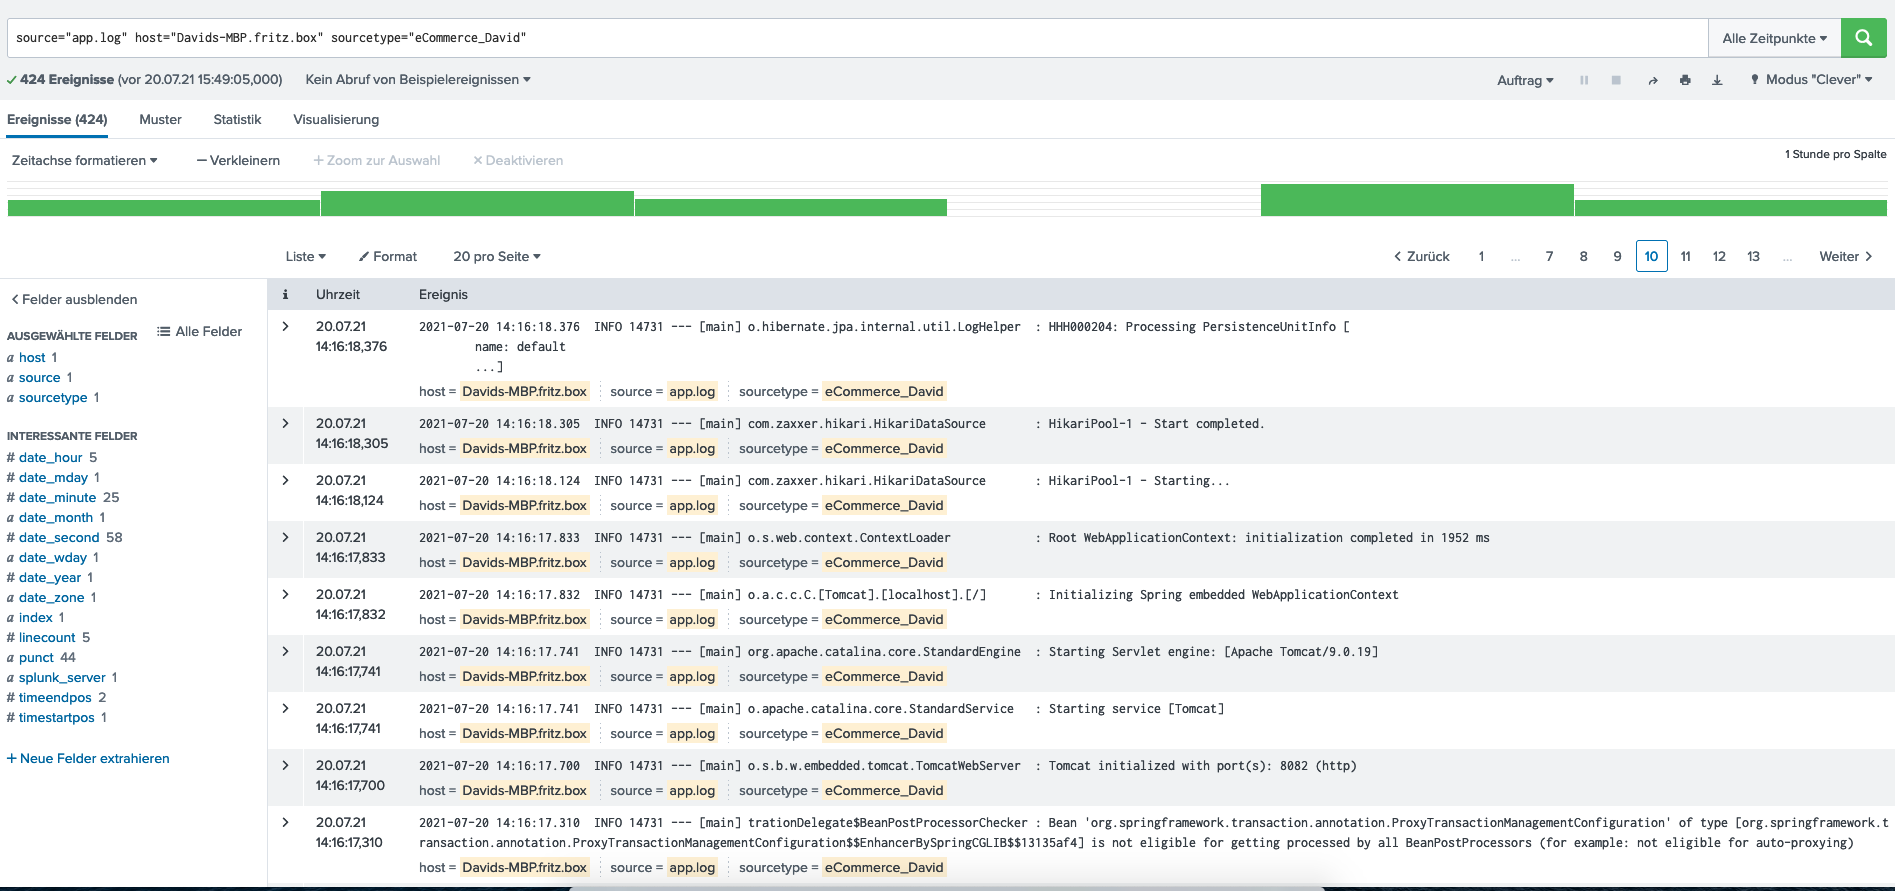 source="app.log" host="Davids-MBP.fritz.box" sourcetype="eCommerce_David"
Alle Zeitpunkte
424 Ereignisse (vor 20.07.21 15:49:05,000)
Kein Abruf von Beispielereignissen
Auftrag
Modus "Clever"
Ereignisse (424)
Muster
Statistik
Visualisierung
Zeitachse formatieren
— Verkleinern
+ Zoom zur Auswahl
× Deaktivieren
1 Stunde pro Spalte
Liste
Format
20 pro Seite
< Zurück 1 ... 7 8 9 10 11 12 13 ... Weiter >
< Felder ausblenden
AUSGEWÄHLTE FELDER
Alle Felder
a host 1
a source 1
a sourcetype 1
INTERESSANTE FELDER
# date_hour 5
# date_mday 1
# date_minute 25
a date_month 1
# date_second 58
a date_wday 1
# date_year 1
a date_zone 1
a index 1
# linecount 5
a punct 44
a splunk_server 1
# timeendpos 2
# timestartpos 1
+ Neue Felder extrahieren
i Uhrzeit Ereignis
20.07.21
14:16:18,376
2021-07-20 14:16:18.376 INFO 14731 --- [main] o.hibernate.jpa.internal.util.LogHelper : HHH000204: Processing PersistenceUnitInfo [
name: default
...]
host = Davids-MBP.fritz.box source = app.log sourcetype = eCommerce_David
20.07.21
14:16:18,305
2021-07-20 14:16:18.305 INFO 14731 --- [main] com.zaxxer.hikari.HikariDataSource : HikariPool-1 - Start completed.
host = Davids-MBP.fritz.box source = app.log sourcetype = eCommerce_David
20.07.21
14:16:18,124
2021-07-20 14:16:18.124 INFO 14731 --- [main] com.zaxxer.hikari.HikariDataSource : HikariPool-1 - Starting...
host = Davids-MBP.fritz.box source = app.log sourcetype = eCommerce_David
20.07.21
14:16:17,833
2021-07-20 14:16:17.833 INFO 14731 --- [main] o.s.web.context.ContextLoader : Root WebApplicationContext: initialization completed in 1952 ms
host = Davids-MBP.fritz.box source = app.log sourcetype = eCommerce_David
20.07.21
14:16:17,832
2021-07-20 14:16:17.832 INFO 14731 --- [main] o.a.c.c.C.[Tomcat].[localhost].[/] : Initializing Spring embedded WebApplicationContext
host = Davids-MBP.fritz.box source = app.log sourcetype = eCommerce_David
20.07.21
14:16:17,741
2021-07-20 14:16:17.741 INFO 14731 --- [main] org.apache.catalina.core.StandardEngine : Starting Servlet engine: [Apache Tomcat/9.0.19]
host = Davids-MBP.fritz.box source = app.log sourcetype = eCommerce_David
20.07.21
14:16:17,741
2021-07-20 14:16:17.741 INFO 14731 --- [main] o.apache.catalina.core.StandardService : Starting service [Tomcat]
host = Davids-MBP.fritz.box source = app.log sourcetype = eCommerce_David
20.07.21
14:16:17,700
2021-07-20 14:16:17.700 INFO 14731 --- [main] o.s.b.w.embedded.tomcat.TomcatWebServer : Tomcat initialized with port(s): 8082 (http)
host = Davids-MBP.fritz.box source = app.log sourcetype = eCommerce_David
20.07.21
14:16:17,310
2021-07-20 14:16:17.310 INFO 14731 --- [main] trationDelegate$BeanPostProcessorChecker : Bean 'org.springframework.transaction.annotation.ProxyTransactionManagementConfiguration' of type [org.springframework.t
ransaction.annotation.ProxyTransactionManagementConfiguration$$EnhancerBySpringCGLIB$$13135af4] is not eligible for getting processed by all BeanPostProcessors (for example: not eligible for auto-proxying)
host = Davids-MBP.fritz.box source = app.log sourcetype = eCommerce_David